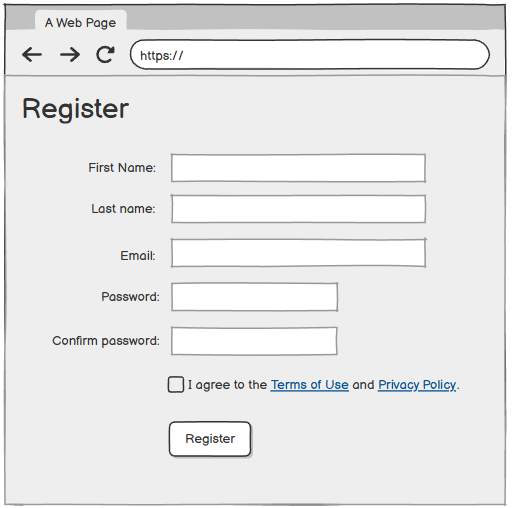 A Web Page
https://
Register
First Name:
Last name:
Email:
Password:
Confirm password:
I agree to the Terms of Use and Privacy Policy.
Register